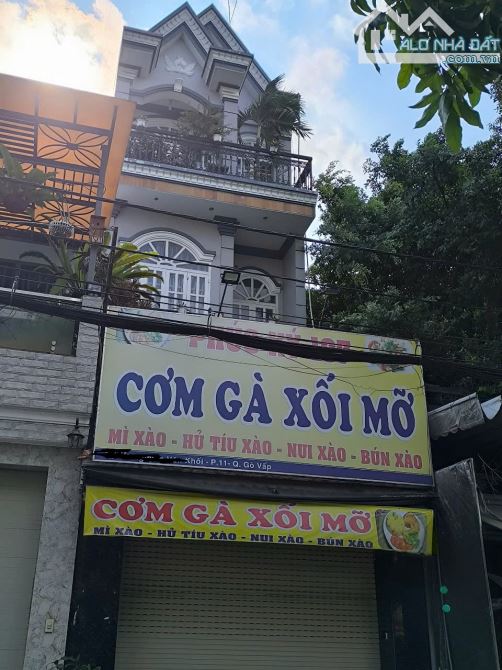 ALO NHÀ ĐẤT
.com.vn
CƠM GÀ XỐI MỠ
MÌ XÀO - HỦ TÍU XÀO - NUI XÀO - BÚN XÀO
Khôi - P.11- Q. Gò Vấp
CƠM GÀ XỐI MỠ
MÌ XÀO - HỦ TÍU XÀO - NUI XÀO - BÚN XÀO